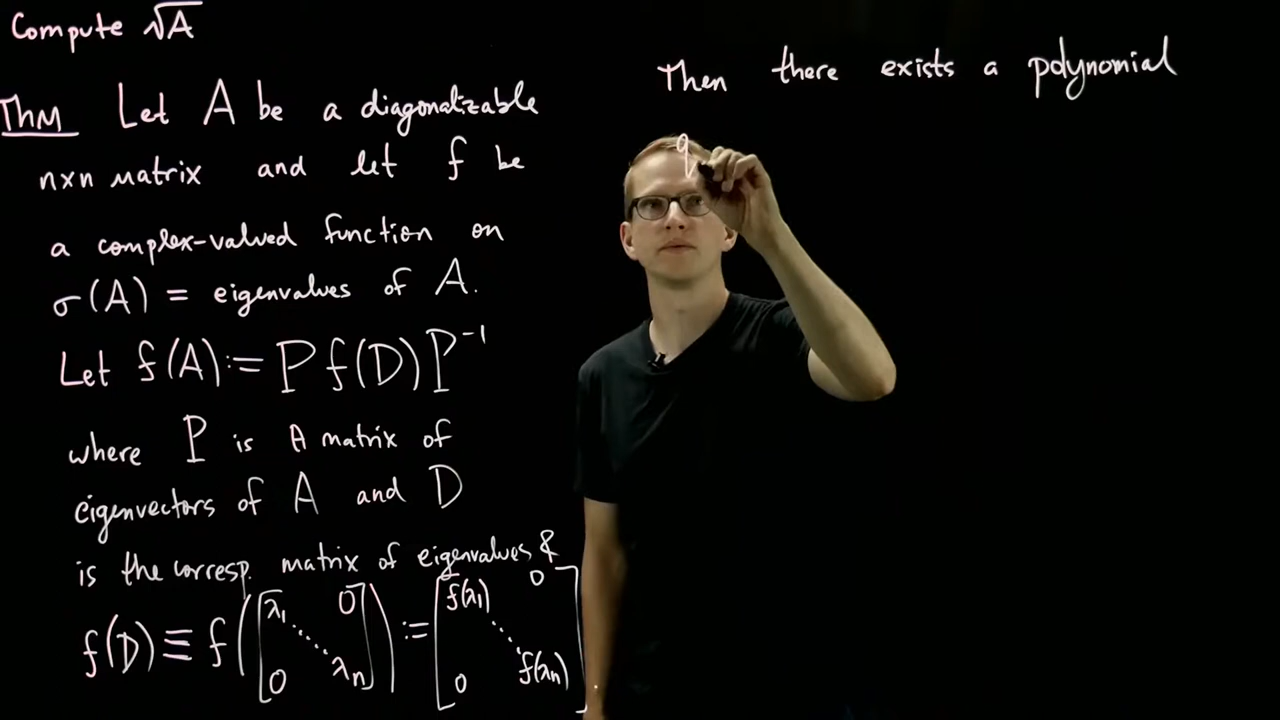 Compute √A
Thm Let A be a diagonalizable
n×n matrix and let f be
a complex-valued function on
σ(A) = eigenvalues of A.
Let f(A) := P f(D) P⁻¹
where P is A matrix of
eigenvectors of A and D
is the corresp. matrix of eigenvalues &
f(D) ≡ f([λ₁ 0 ⋱ 0 λn]) := [f(λ₁) 0 ⋱ 0 f(λn)]
Then there exists a polynomial
q